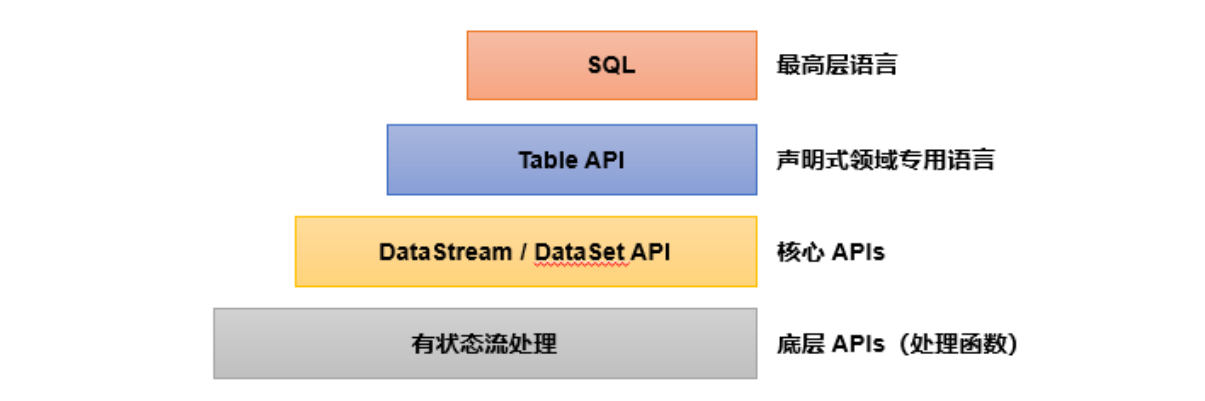 SQL 最高层语言
Table API 声明式领域专用语言
DataStream / DataSet API 核心 APIs
有状态流处理 底层 APIs（处理函数）